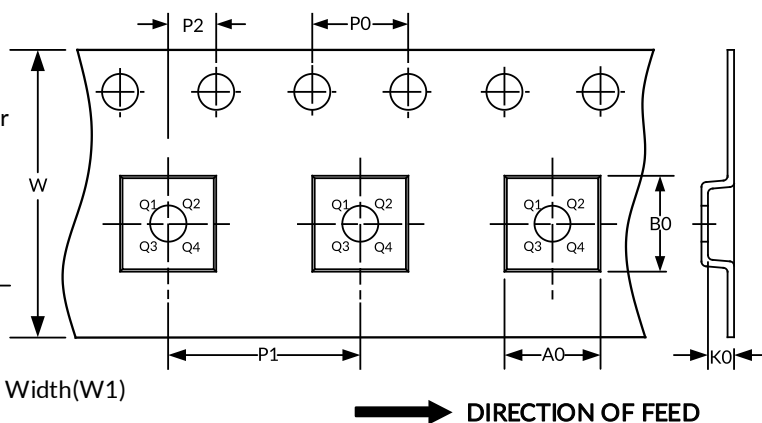 P2
P0
r
W
Q1 Q2
Q3 Q4
Q1 Q2
Q3 Q4
Q1 Q2
Q3 Q4
B0
P1
A0
K0
Width(W1)
DIRECTION OF FEED